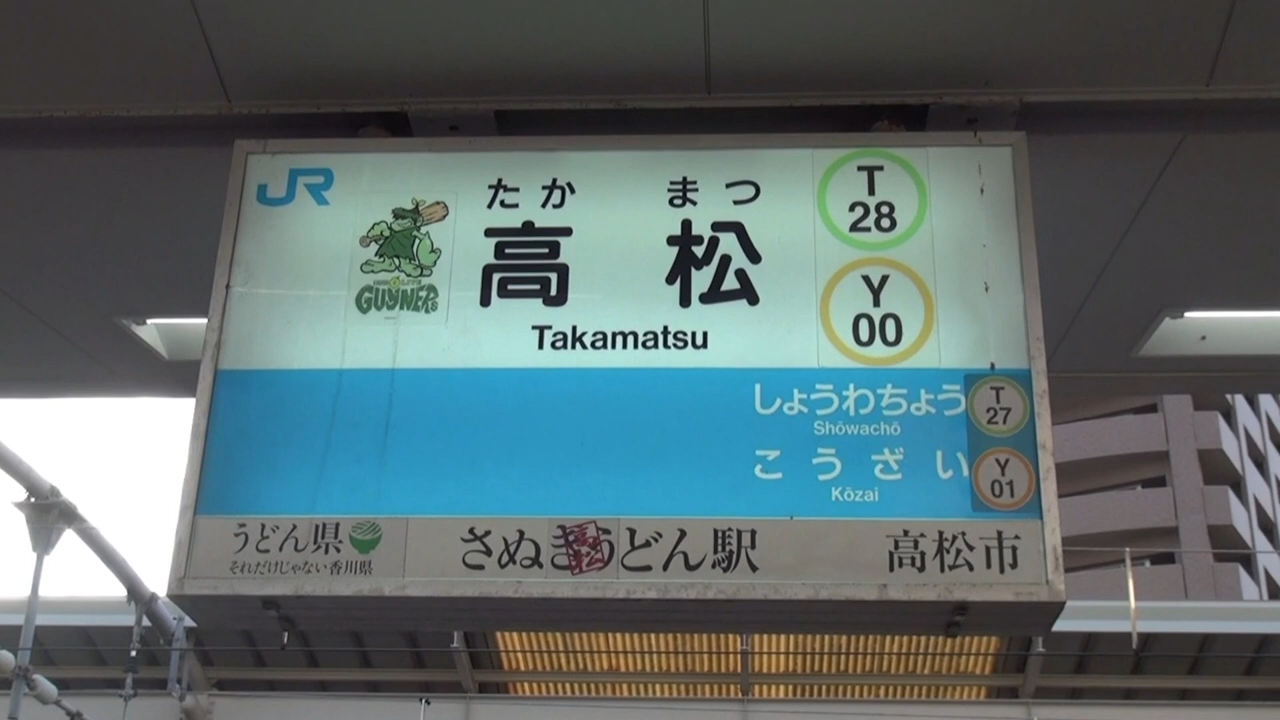 JR
たか まつ
高 松
Takamatsu
GUYNERS
T
28
Y
00
しょうわちょう
Shōwachō
T
27
こうざい
Kōzai
Y
01
うどん県
それだけじゃない香川県
さぬきうどん駅
高松
高松市